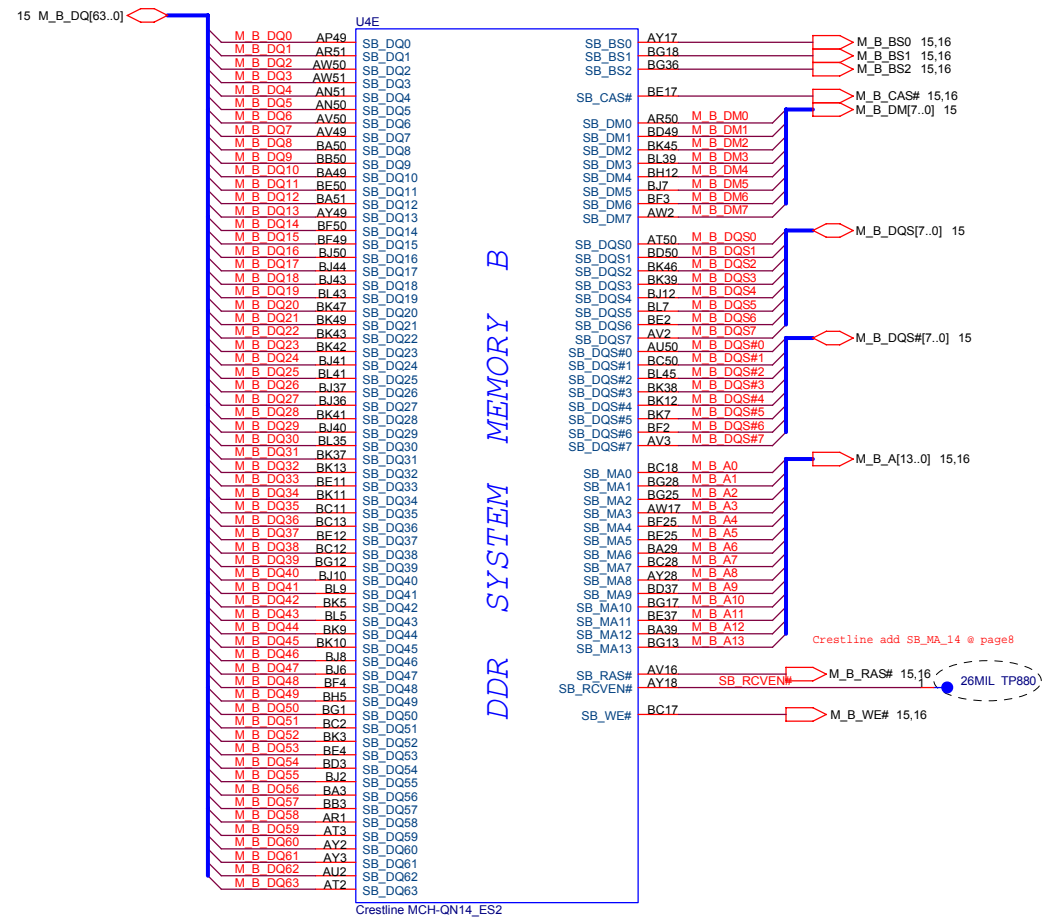 15 M_B_DQ[63..0]
U4E
M_B_DQ0 AP49 SB_DQ0
M_B_DQ1 AR51 SB_DQ1
M_B_DQ2 AW50 SB_DQ2
M_B_DQ3 AW51 SB_DQ3
M_B_DQ4 AN51 SB_DQ4
M_B_DQ5 AN50 SB_DQ5
M_B_DQ6 AV50 SB_DQ6
M_B_DQ7 AV49 SB_DQ7
M_B_DQ8 BA50 SB_DQ8
M_B_DQ9 BB50 SB_DQ9
M_B_DQ10 BA49 SB_DQ10
M_B_DQ11 BE50 SB_DQ11
M_B_DQ12 BA51 SB_DQ12
M_B_DQ13 AY49 SB_DQ13
M_B_DQ14 BF50 SB_DQ14
M_B_DQ15 BF49 SB_DQ15
M_B_DQ16 BJ50 SB_DQ16
M_B_DQ17 BJ44 SB_DQ17
M_B_DQ18 BJ43 SB_DQ18
M_B_DQ19 BL43 SB_DQ19
M_B_DQ20 BK47 SB_DQ20
M_B_DQ21 BK49 SB_DQ21
M_B_DQ22 BK43 SB_DQ22
M_B_DQ23 BK42 SB_DQ23
M_B_DQ24 BJ41 SB_DQ24
M_B_DQ25 BL41 SB_DQ25
M_B_DQ26 BJ37 SB_DQ26
M_B_DQ27 BJ36 SB_DQ27
M_B_DQ28 BK41 SB_DQ28
M_B_DQ29 BJ40 SB_DQ29
M_B_DQ30 BL35 SB_DQ30
M_B_DQ31 BK37 SB_DQ31
M_B_DQ32 BK13 SB_DQ32
M_B_DQ33 BE11 SB_DQ33
M_B_DQ34 BK11 SB_DQ34
M_B_DQ35 BC11 SB_DQ35
M_B_DQ36 BC13 SB_DQ36
M_B_DQ37 BE12 SB_DQ37
M_B_DQ38 BC12 SB_DQ38
M_B_DQ39 BG12 SB_DQ39
M_B_DQ40 BJ10 SB_DQ40
M_B_DQ41 BL9 SB_DQ41
M_B_DQ42 BK5 SB_DQ42
M_B_DQ43 BL5 SB_DQ43
M_B_DQ44 BK9 SB_DQ44
M_B_DQ45 BK10 SB_DQ45
M_B_DQ46 BJ8 SB_DQ46
M_B_DQ47 BJ6 SB_DQ47
M_B_DQ48 BF4 SB_DQ48
M_B_DQ49 BH5 SB_DQ49
M_B_DQ50 BG1 SB_DQ50
M_B_DQ51 BC2 SB_DQ51
M_B_DQ52 BK3 SB_DQ52
M_B_DQ53 BE4 SB_DQ53
M_B_DQ54 BD3 SB_DQ54
M_B_DQ55 BJ2 SB_DQ55
M_B_DQ56 BA3 SB_DQ56
M_B_DQ57 BB3 SB_DQ57
M_B_DQ58 AR1 SB_DQ58
M_B_DQ59 AT3 SB_DQ59
M_B_DQ60 AY2 SB_DQ60
M_B_DQ61 AY3 SB_DQ61
M_B_DQ62 AU2 SB_DQ62
M_B_DQ63 AT2 SB_DQ63
DDR SYSTEM MEMORY B
SB_BS0 AY17 M_B_BS0 15,16
SB_BS1 BG18 M_B_BS1 15,16
SB_BS2 BG36 M_B_BS2 15,16
SB_CAS# BE17 M_B_CAS# 15,16
M_B_DM[7..0] 15
SB_DM0 AR50 M_B_DM0
SB_DM1 BD49 M_B_DM1
SB_DM2 BK45 M_B_DM2
SB_DM3 BL39 M_B_DM3
SB_DM4 BH12 M_B_DM4
SB_DM5 BJ7 M_B_DM5
SB_DM6 BF3 M_B_DM6
SB_DM7 AW2 M_B_DM7
M_B_DQS[7..0] 15
SB_DQS0 AT50 M_B_DQS0
SB_DQS1 BD50 M_B_DQS1
SB_DQS2 BK46 M_B_DQS2
SB_DQS3 BK39 M_B_DQS3
SB_DQS4 BJ12 M_B_DQS4
SB_DQS5 BL7 M_B_DQS5
SB_DQS6 BE2 M_B_DQS6
SB_DQS7 AV2 M_B_DQS7
M_B_DQS#[7..0] 15
SB_DQS#0 AU50 M_B_DQS#0
SB_DQS#1 BC50 M_B_DQS#1
SB_DQS#2 BL45 M_B_DQS#2
SB_DQS#3 BK38 M_B_DQS#3
SB_DQS#4 BK12 M_B_DQS#4
SB_DQS#5 BK7 M_B_DQS#5
SB_DQS#6 BF2 M_B_DQS#6
SB_DQS#7 AV3 M_B_DQS#7
M_B_A[13..0] 15,16
SB_MA0 BC18 M_B_A0
SB_MA1 BG28 M_B_A1
SB_MA2 BG25 M_B_A2
SB_MA3 AW17 M_B_A3
SB_MA4 BF25 M_B_A4
SB_MA5 BE25 M_B_A5
SB_MA6 BA29 M_B_A6
SB_MA7 BC28 M_B_A7
SB_MA8 AY28 M_B_A8
SB_MA9 BD37 M_B_A9
SB_MA10 BG17 M_B_A10
SB_MA11 BE37 M_B_A11
SB_MA12 BA39 M_B_A12
SB_MA13 BG13 M_B_A13
Crestline add SB_MA_14 @ page8
SB_RAS# AV16 M_B_RAS# 15,16
SB_RCVEN# AY18 SB_RCVEN# 1 26MIL TP880
SB_WE# BC17 M_B_WE# 15,16
Crestline MCH-QN14_ES2